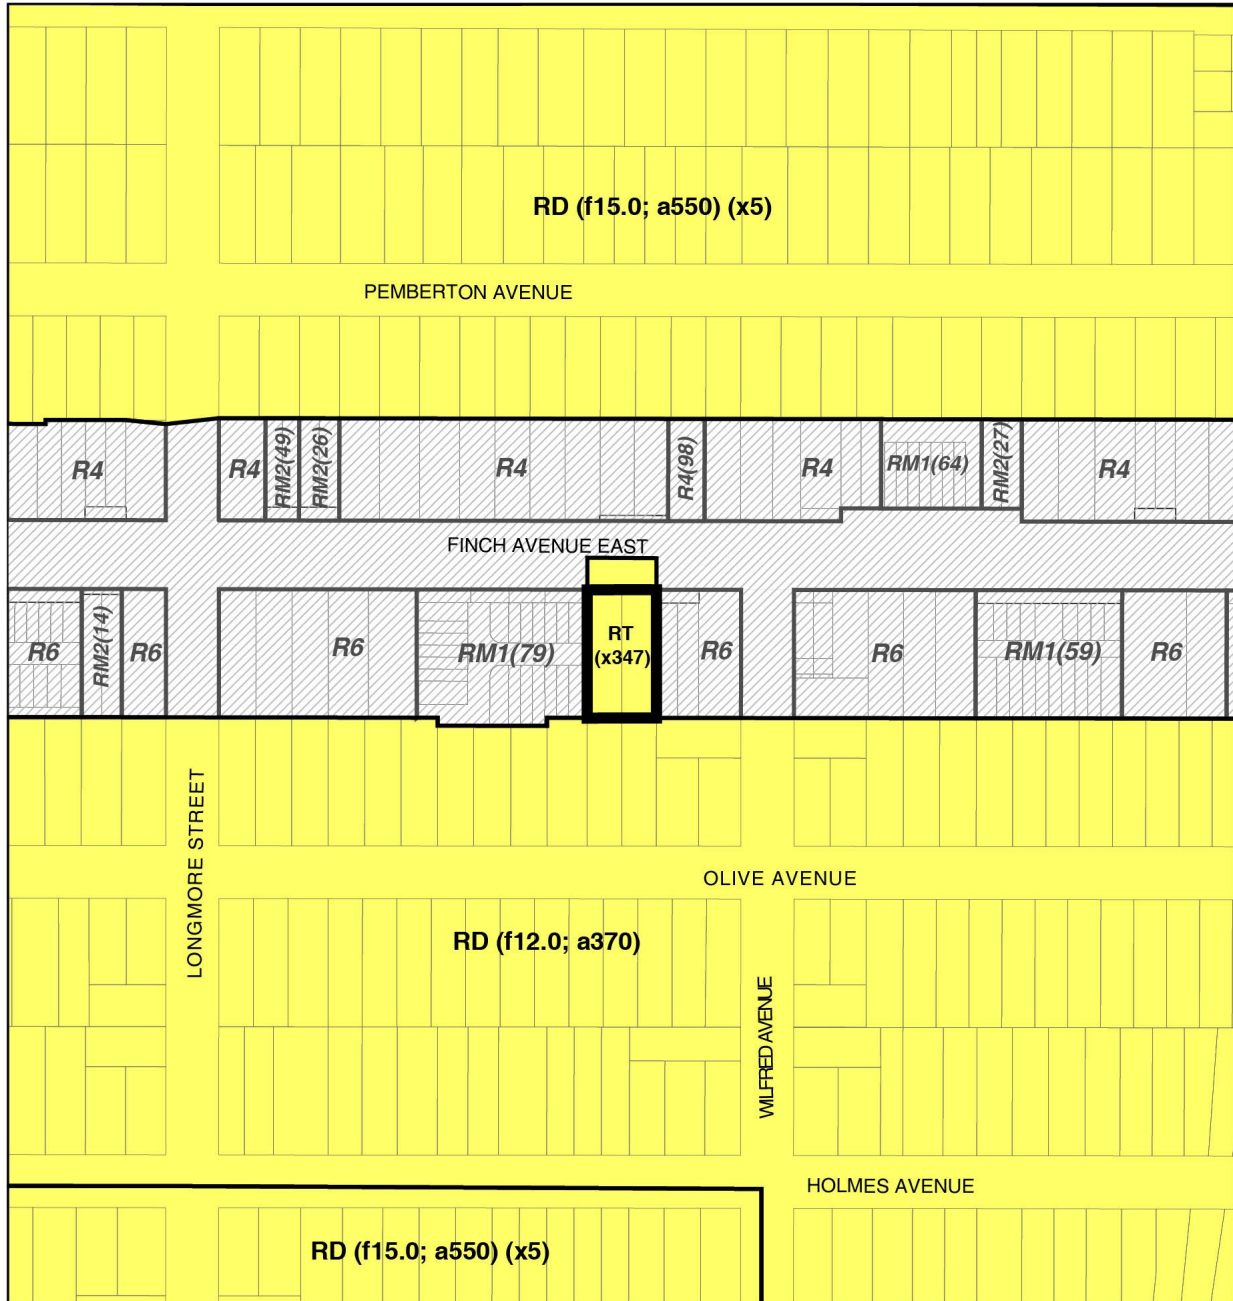 RD (f15.0; a550) (x5)
PEMBERTON AVENUE
R4
R4
RM2(49)
RM2(26)
R4
R4(98)
R4
RM1(64)
RM2(27)
R4
FINCH AVENUE EAST
R6
RM2(14)
R6
R6
RM1(79)
RT
(x347)
R6
R6
RM1(59)
R6
LONGMORE STREET
OLIVE AVENUE
RD (f12.0; a370)
WILFRED AVENUE
HOLMES AVENUE
RD (f15.0; a550) (x5)